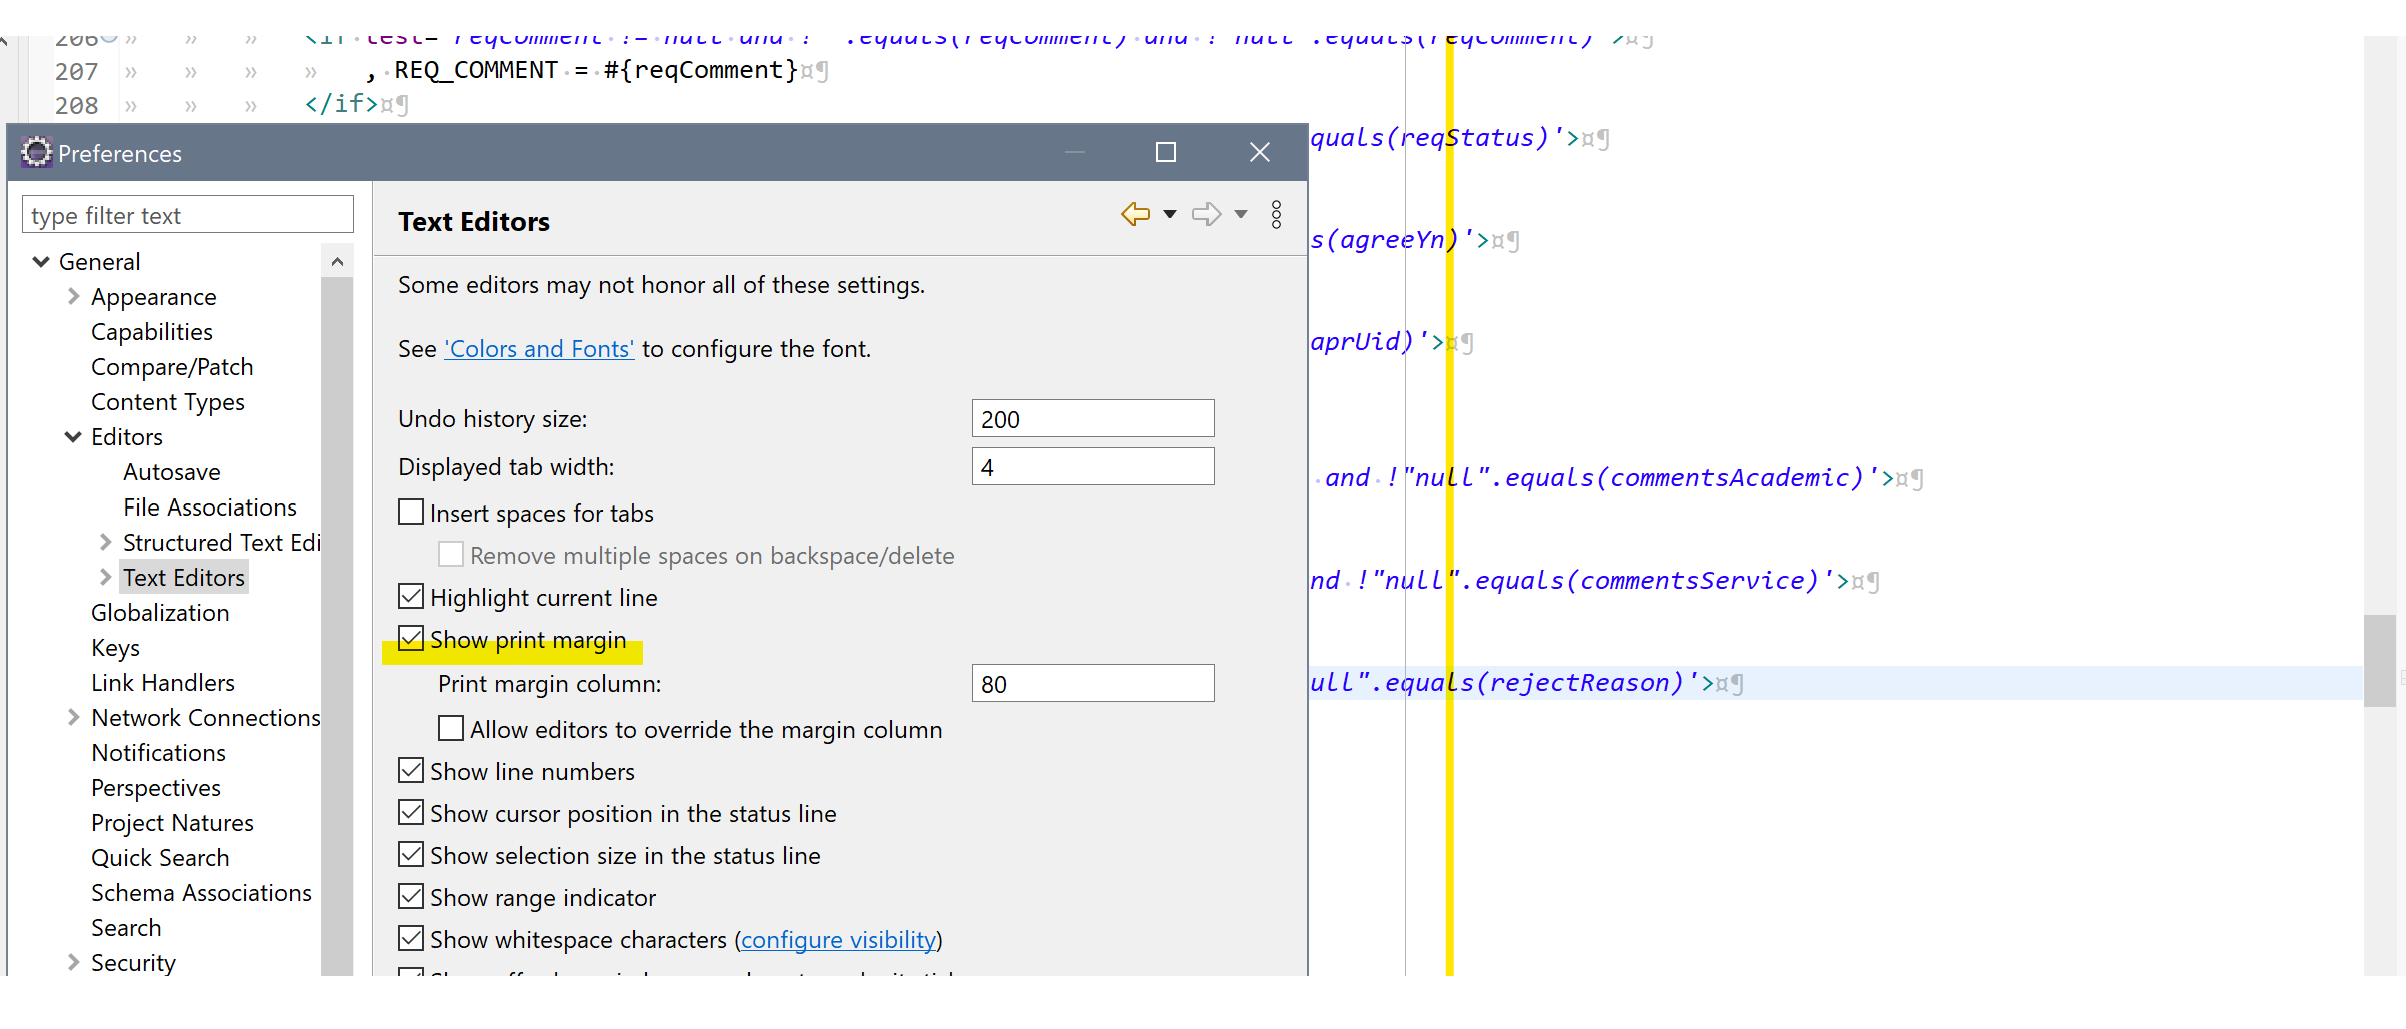 206 » » » <if·test='reqComment·!=·null·and·!"".equals(reqComment)·and·!"null".equals(reqComment)'>¤¶
207 » » » » ,·REQ_COMMENT·=·#{reqComment}¤¶
208 » » » </if>¤¶
quals(reqStatus)'>¤¶
s(agreeYn)'>¤¶
aprUid)'>¤¶
·and·!"null".equals(commentsAcademic)'>¤¶
nd·!"null".equals(commentsService)'>¤¶
ull".equals(rejectReason)'>¤¶
Preferences
type filter text
General
Appearance
Capabilities
Compare/Patch
Content Types
Editors
Autosave
File Associations
Structured Text Edi
Text Editors
Globalization
Keys
Link Handlers
Network Connections
Notifications
Perspectives
Project Natures
Quick Search
Schema Associations
Search
Security
Text Editors
Some editors may not honor all of these settings.
See 'Colors and Fonts' to configure the font.
Undo history size: 200
Displayed tab width: 4
Insert spaces for tabs
Remove multiple spaces on backspace/delete
Highlight current line
Show print margin
Print margin column: 80
Allow editors to override the margin column
Show line numbers
Show cursor position in the status line
Show selection size in the status line
Show range indicator
Show whitespace characters (configure visibility)